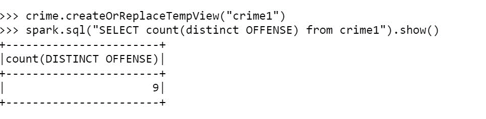 >>> crime.createOrReplaceTempView("crime1")
>>> spark.sql("SELECT count(distinct OFFENSE) from crime1").show()
+-----------------------+
|count(DISTINCT OFFENSE)|
+-----------------------+
|                      9|
+-----------------------+